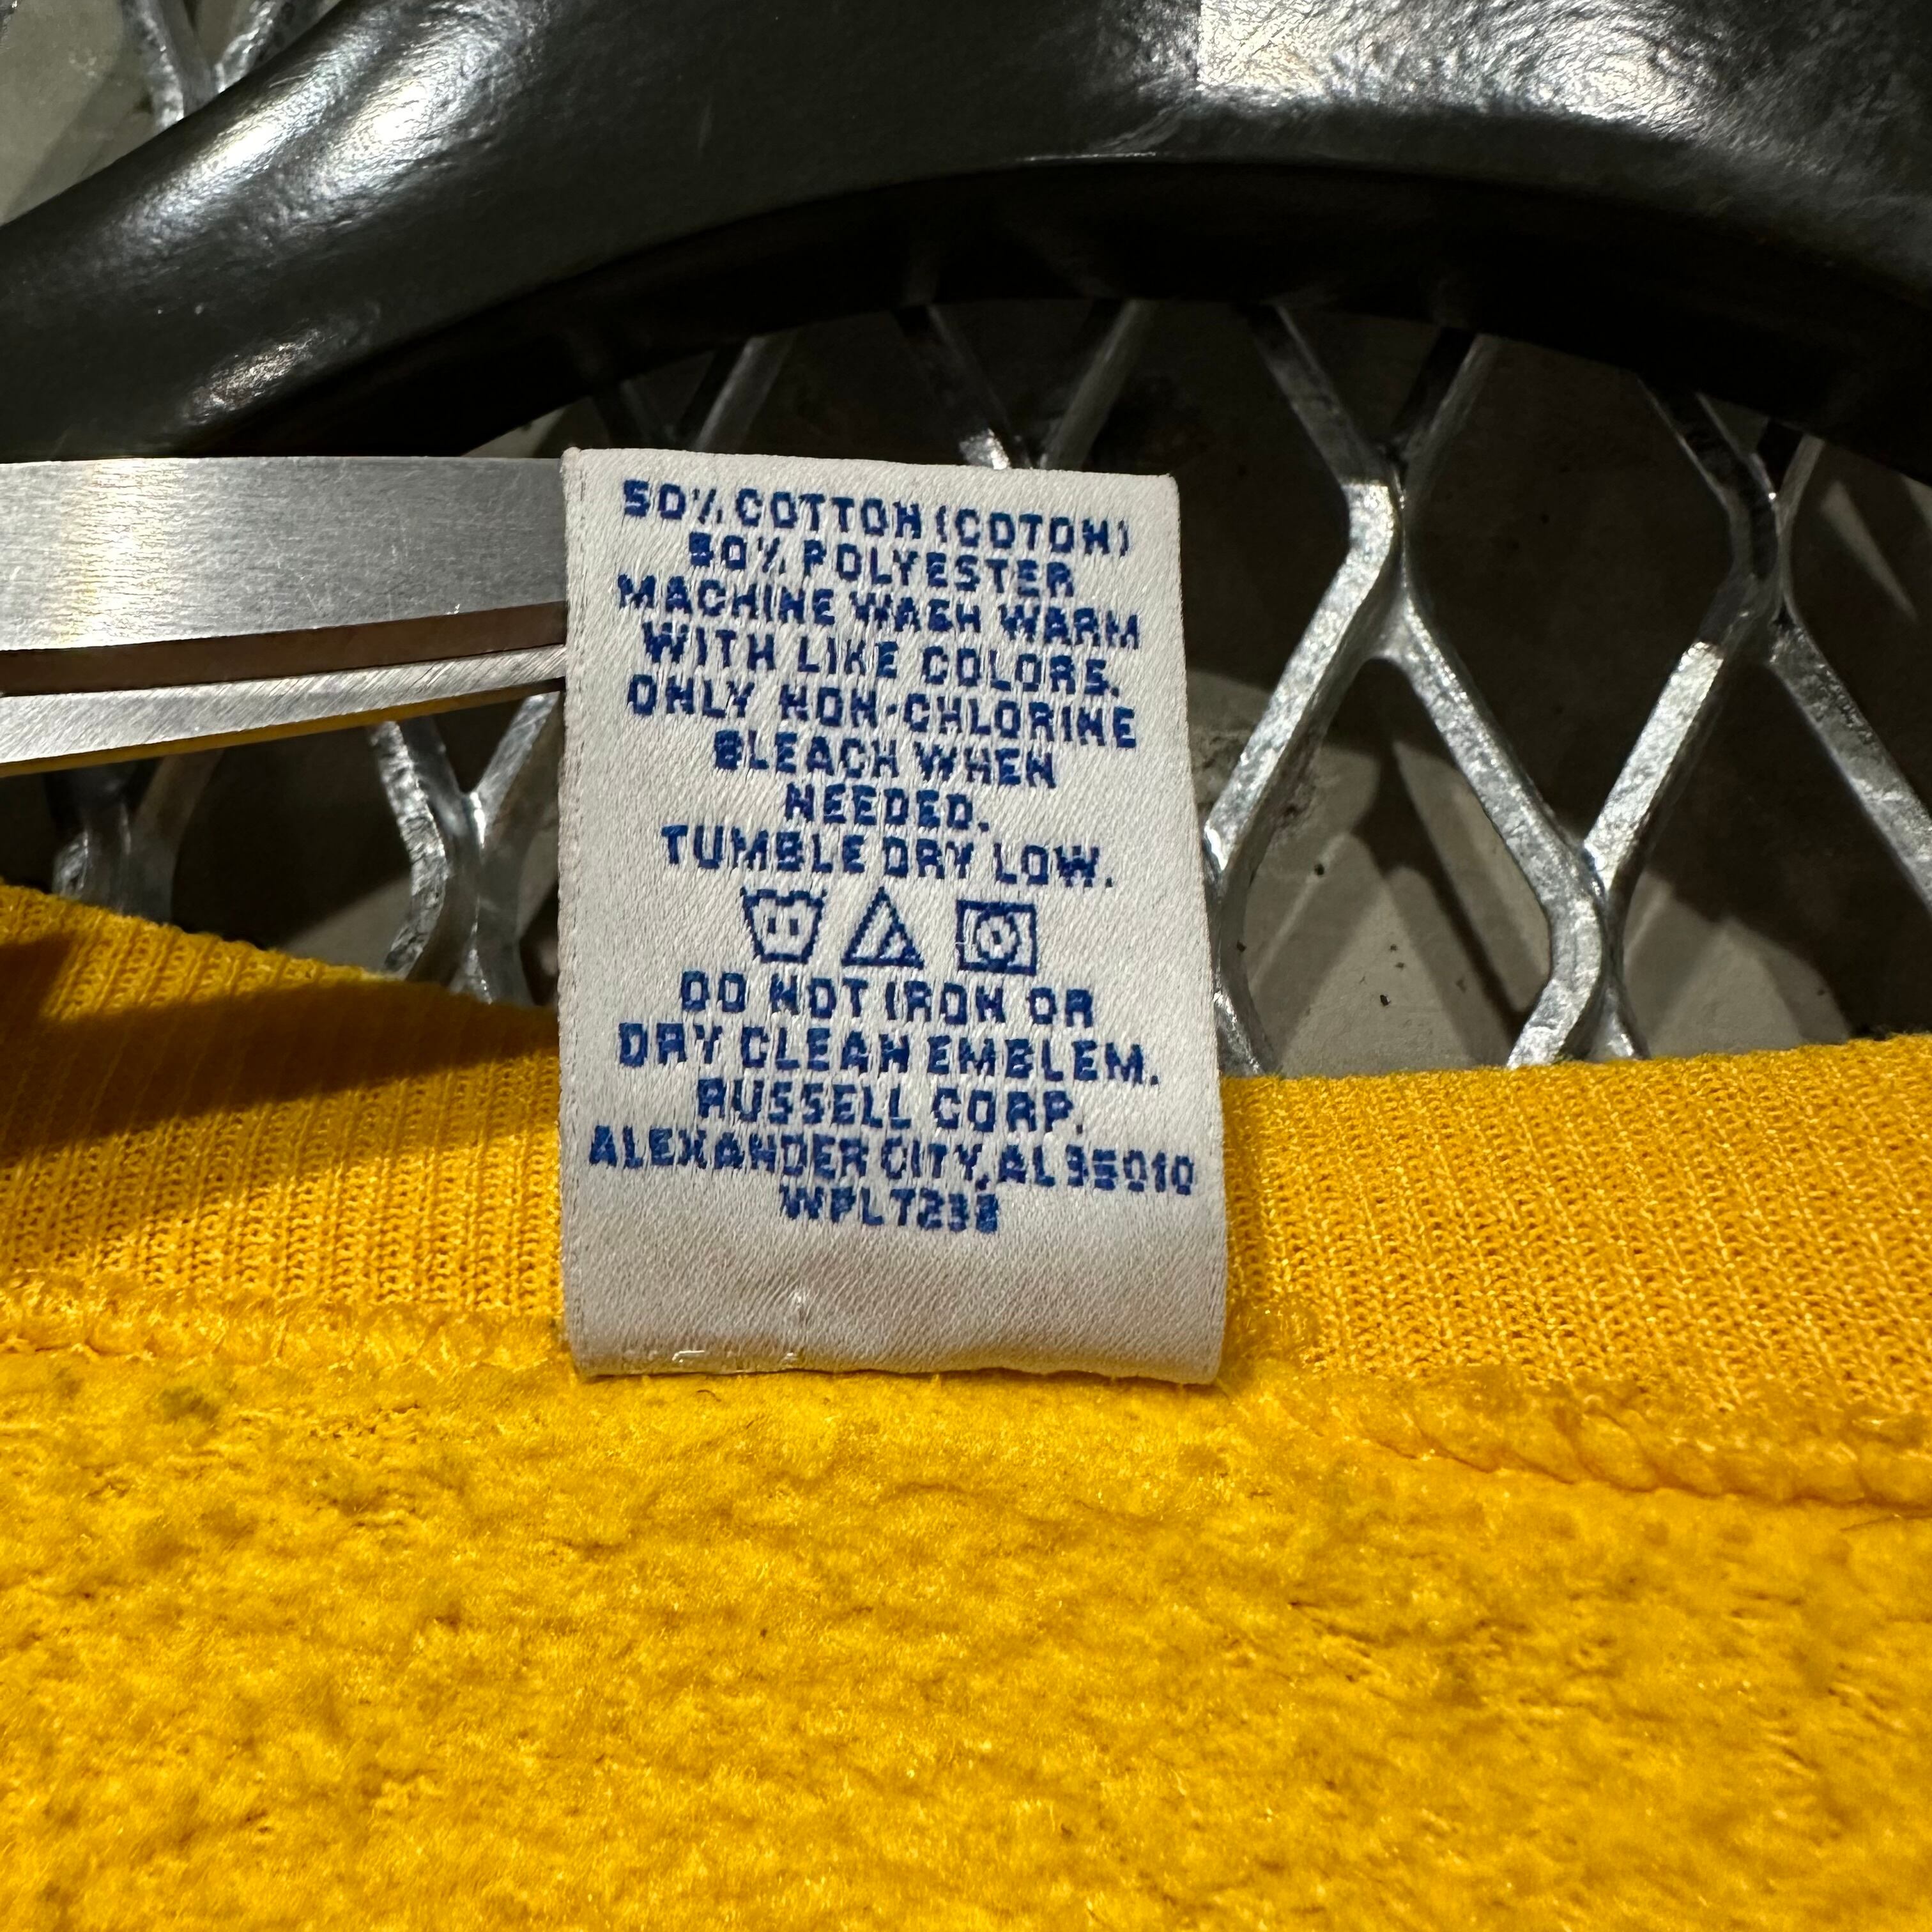 50% COTTON (COTON)
50% POLYESTER
MACHINE WASH WARM
WITH LIKE COLORS.
ONLY NON-CHLORINE
BLEACH WHEN
NEEDED.
TUMBLE DRY LOW.
DO NOT IRON OR
DRY CLEAN EMBLEM.
RUSSELL CORP.
ALEXANDER CITY, AL 35010
WPL7232